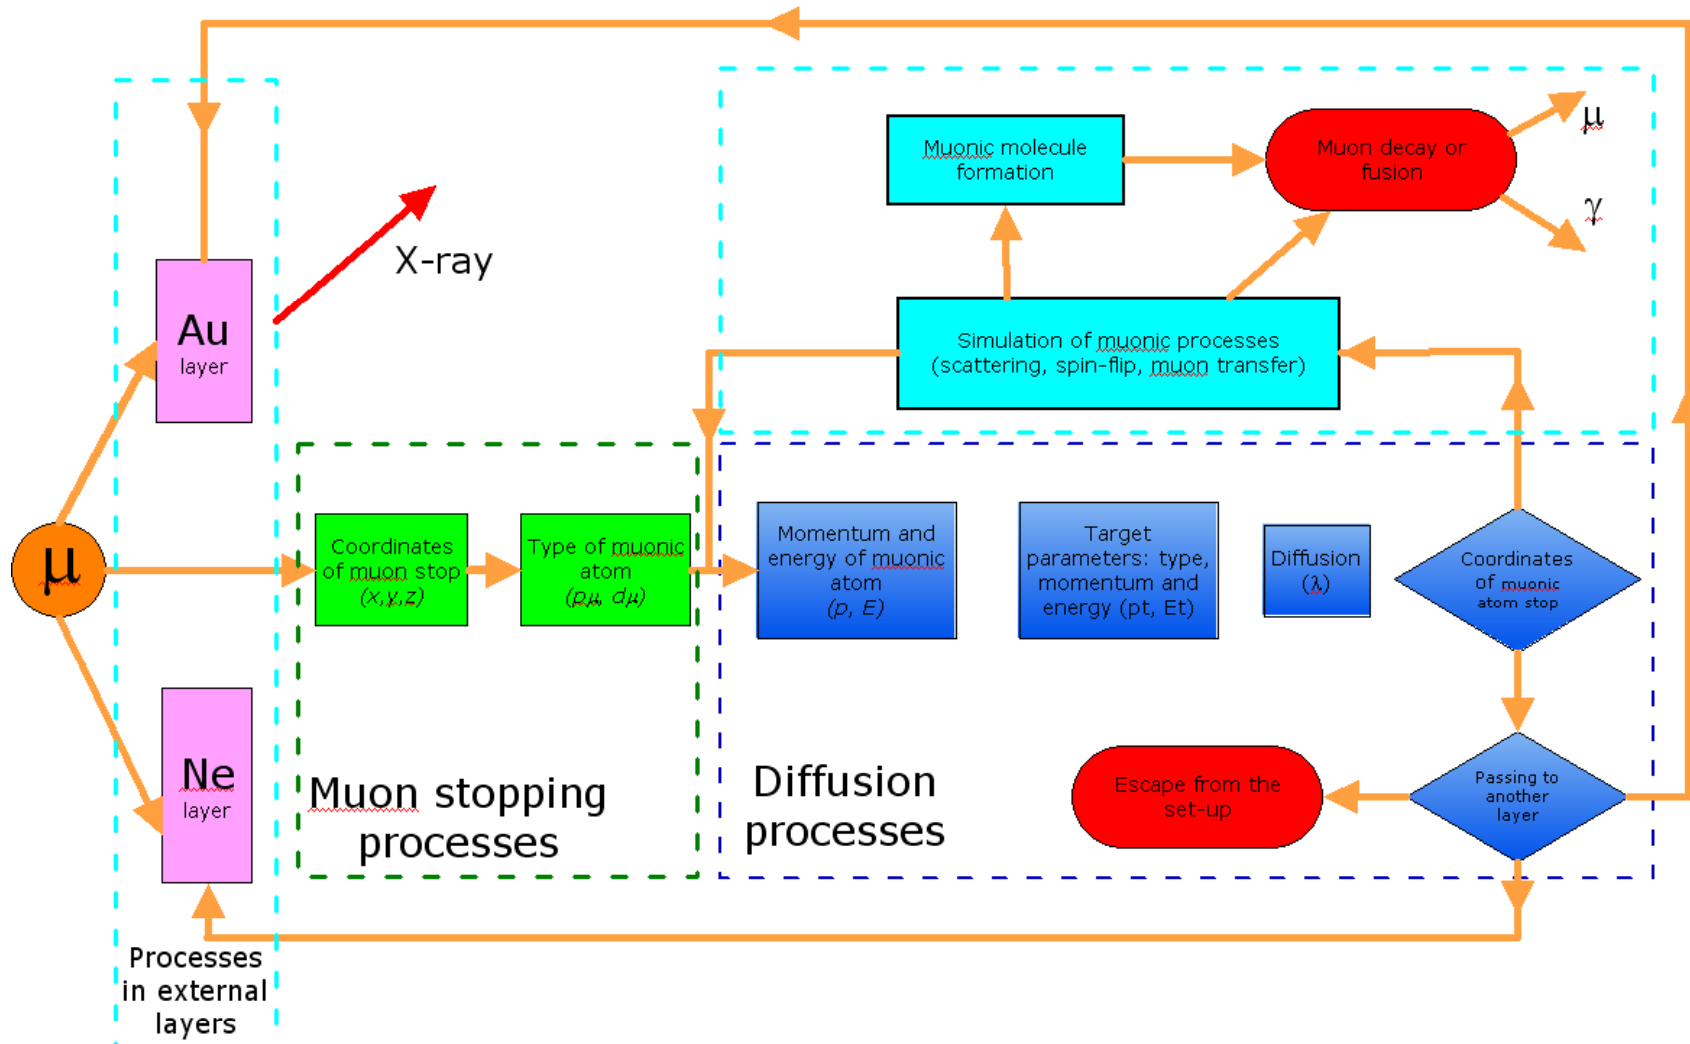 Muonic molecule
formation
Muon decay or
fusion
μ
γ
X-ray
Au
layer
Simulation of muonic processes
(scattering, spin-flip, muon transfer)
μ
Coordinates
of muon stop
(x,y,z)
Type of muonic
atom
(pμ, dμ)
Momentum and
energy of muonic
atom
(p, E)
Target
parameters: type,
momentum and
energy (pt, Et)
Diffusion
(λ)
Coordinates
of muonic
atom stop
Ne
layer
Muon stopping
processes
Diffusion
processes
Escape from the
set-up
Passing to
another
layer
Processes
in external
layers